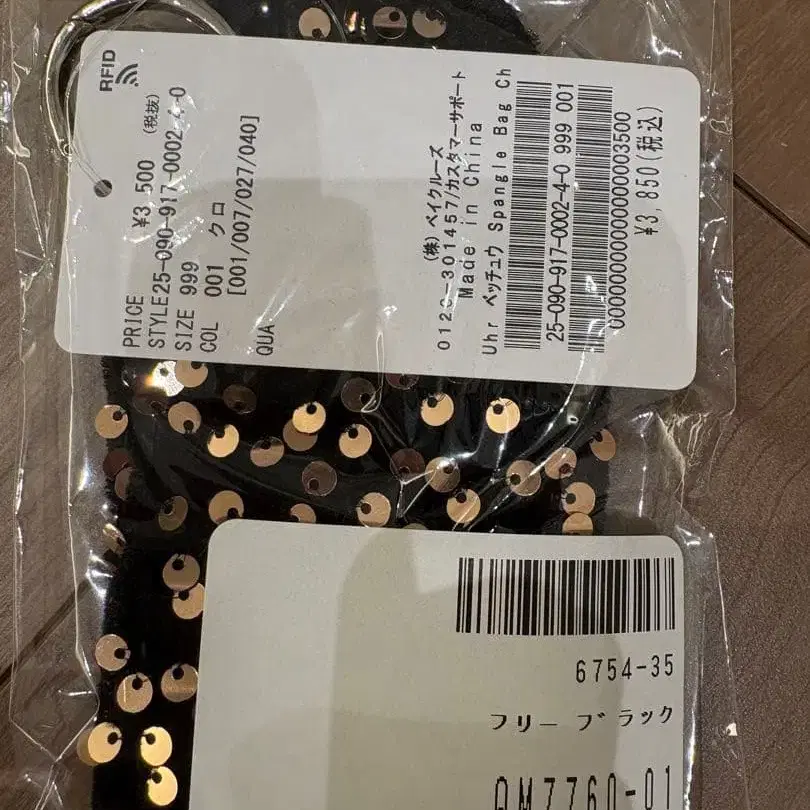 RFID
PRICE ¥3,500 (税抜)
STYLE25-090-917-0002-4-0
SIZE 999
COL 001 クロ
[001/007/027/040]
QUA
(株) ベイクルーズ
0120-301457/カスタマーサポート
Made in China
Uhr ベッチュウ Spangle Bag Ch
25-090-917-0002-4-0 999 001
¥3,850(税込)
6754-35
フリー ブラック
QM7760-01